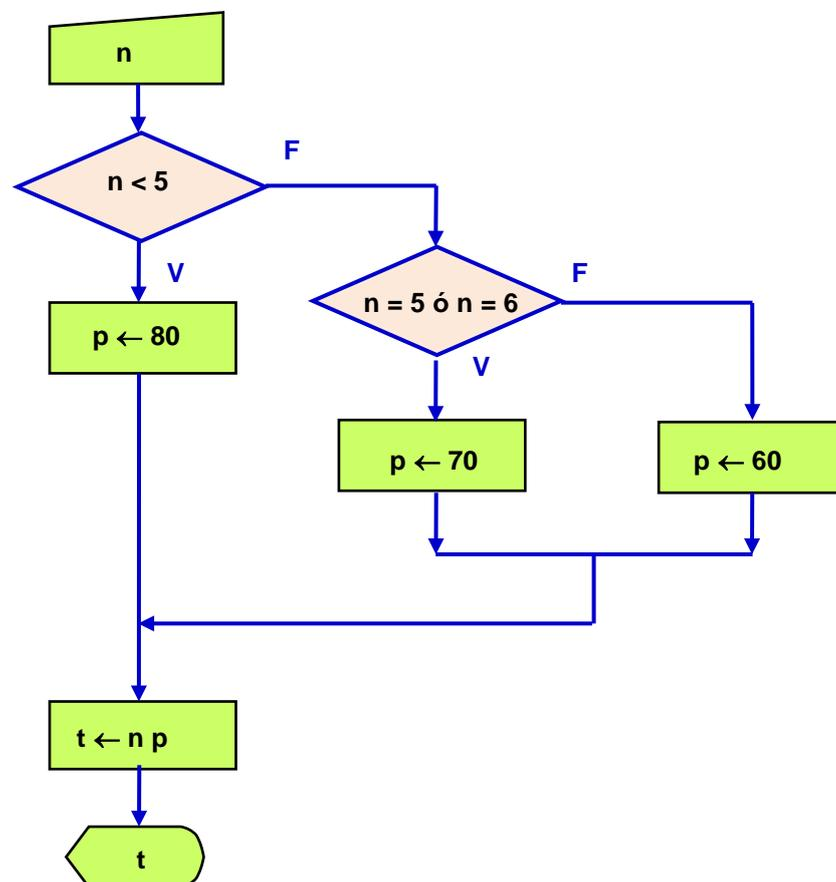 n
n < 5
F
V
p ← 80
n = 5 ó n = 6
F
V
p ← 70
p ← 60
t ← n p
t